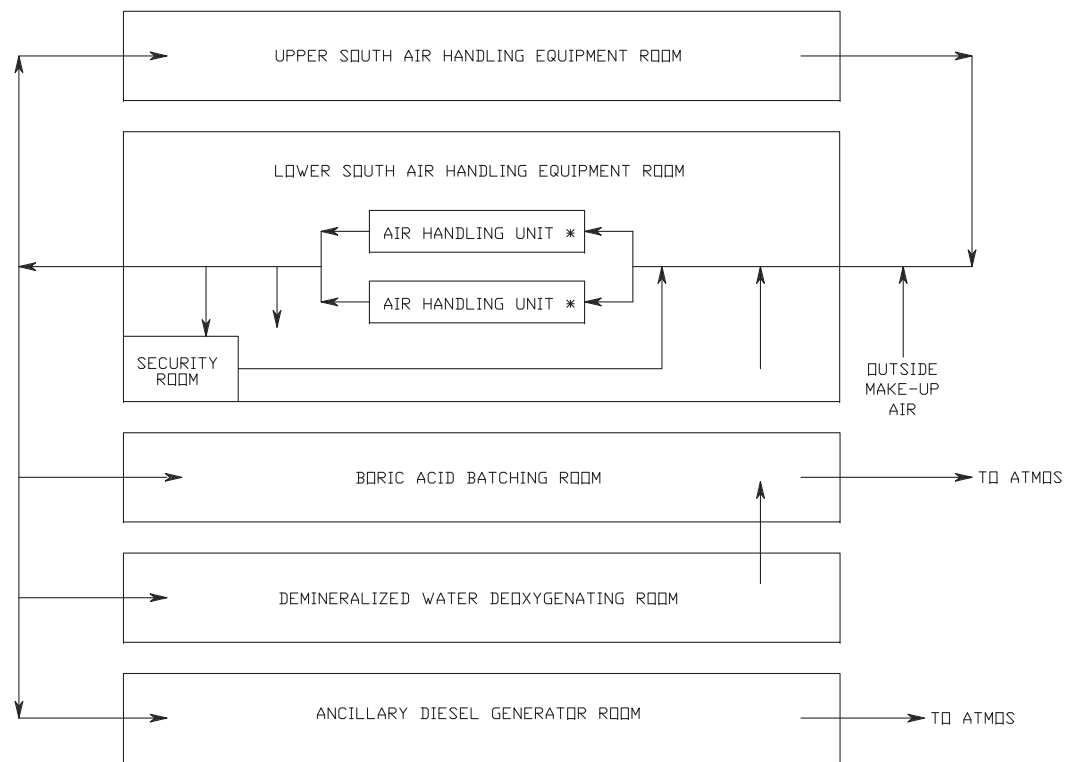 UPPER SOUTH AIR HANDLING EQUIPMENT ROOM
LOWER SOUTH AIR HANDLING EQUIPMENT ROOM
AIR HANDLING UNIT *
AIR HANDLING UNIT *
SECURITY
ROOM
OUTSIDE
MAKE-UP
AIR
BORIC ACID BATCHING ROOM
TO ATMOS
DEMINERALIZED WATER DEOXYGENATING ROOM
ANCILLARY DIESEL GENERATOR ROOM
TO ATMOS